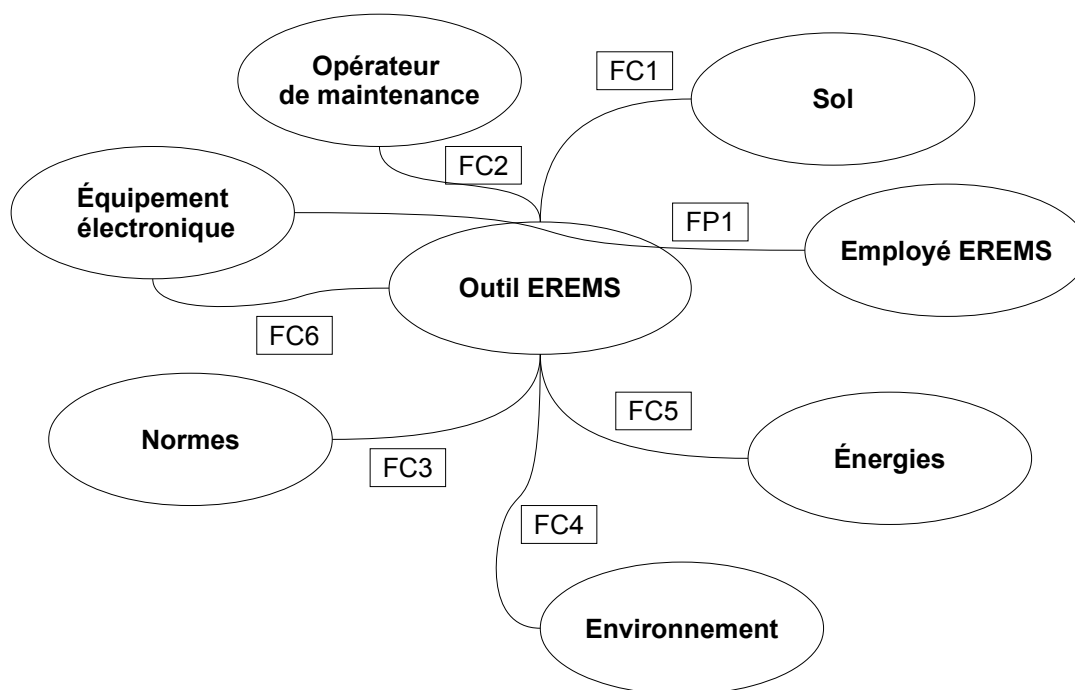 Opérateur
de maintenance
FC1
Sol
FC2
Équipement
électronique
FP1
Employé EREMS
Outil EREMS
FC6
FC5
Normes
FC3
Énergies
FC4
Environnement